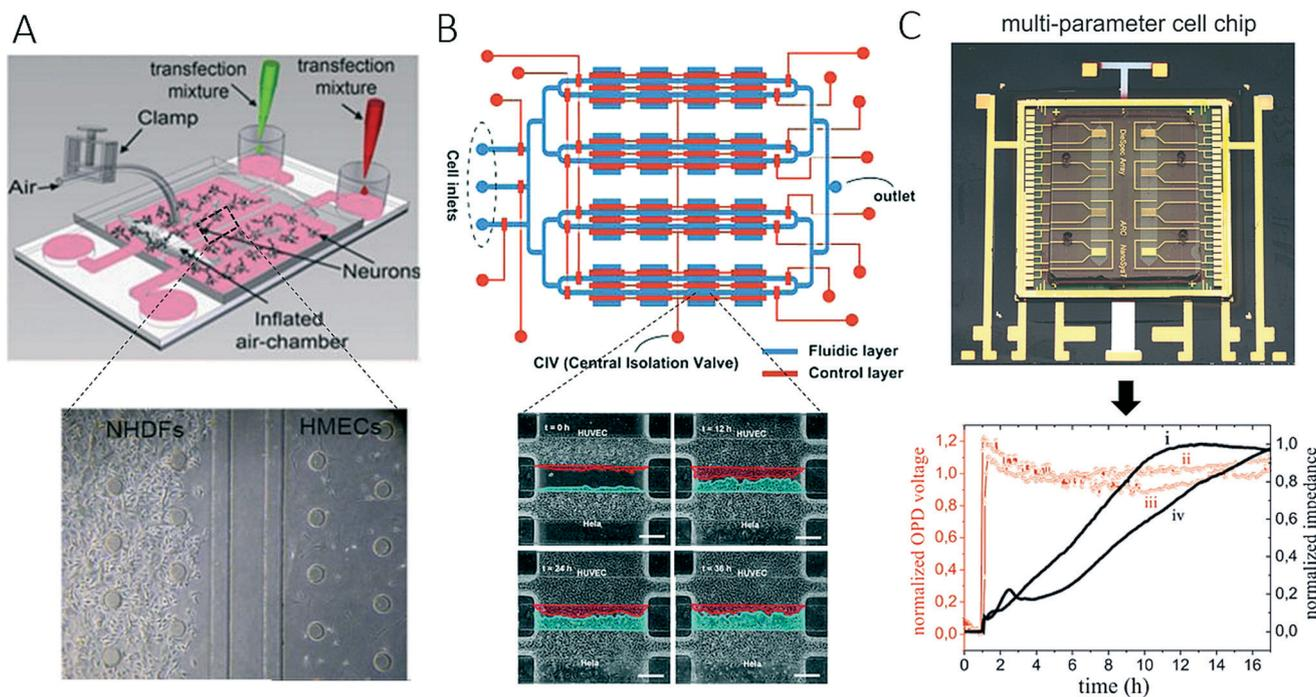 A
transfection
mixture
transfection
mixture
Clamp
Air
Neurons
Inflated
air-chamber
NHDFs
HMECs
B
Cell inlets
outlet
CIV (Central Isolation Valve)
Fluidic layer
Control layer
t = 0 h
HUVEC
Hela
t = 12 h
HUVEC
Hela
t = 24 h
HUVEC
Hela
t = 36 h
HUVEC
Hela
C
multi-parameter cell chip
DieSpec Array
ARC NanoSyst
normalized OPD voltage
1,2
1,0
0,8
0,6
0,4
0,2
0,0
i
ii
iii
iv
1,0
0,8
0,6
0,4
0,2
0,0
normalized impedance
0 2 4 6 8 10 12 14 16
time (h)